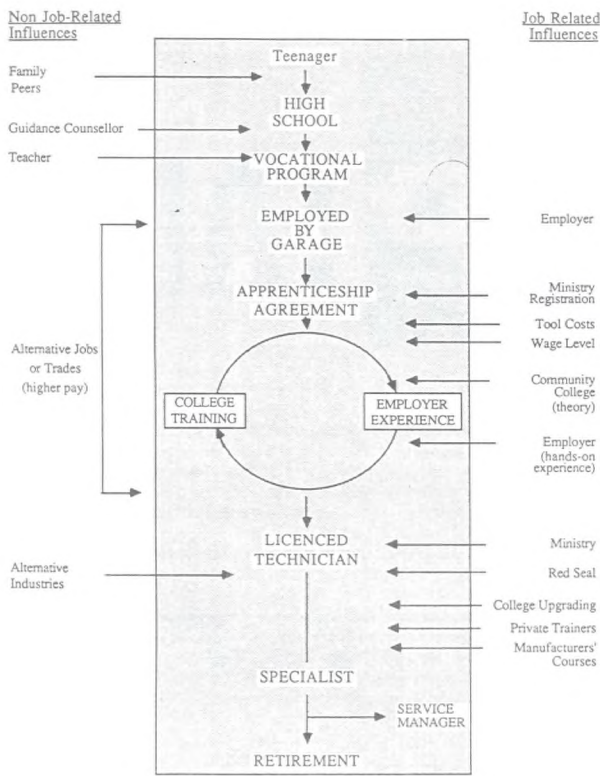 Non Job-Related
Influences
Job Related
Influences
Teenager
Family
Peers
HIGH
SCHOOL
Guidance Counsellor
Teacher
VOCATIONAL
PROGRAM
EMPLOYED
BY
GARAGE
Employer
APPRENTICESHIP
AGREEMENT
Ministry
Registration
Tool Costs
Wage Level
Alternative Jobs
or Trades
(higher pay)
COLLEGE
TRAINING
EMPLOYER
EXPERIENCE
Community
College
(theory)
Employer
(hands-on
experience)
LICENCED
TECHNICIAN
Ministry
Red Seal
Alternative
Industries
College Upgrading
Private Trainers
Manufacturers'
Courses
SPECIALIST
SERVICE
MANAGER
RETIREMENT